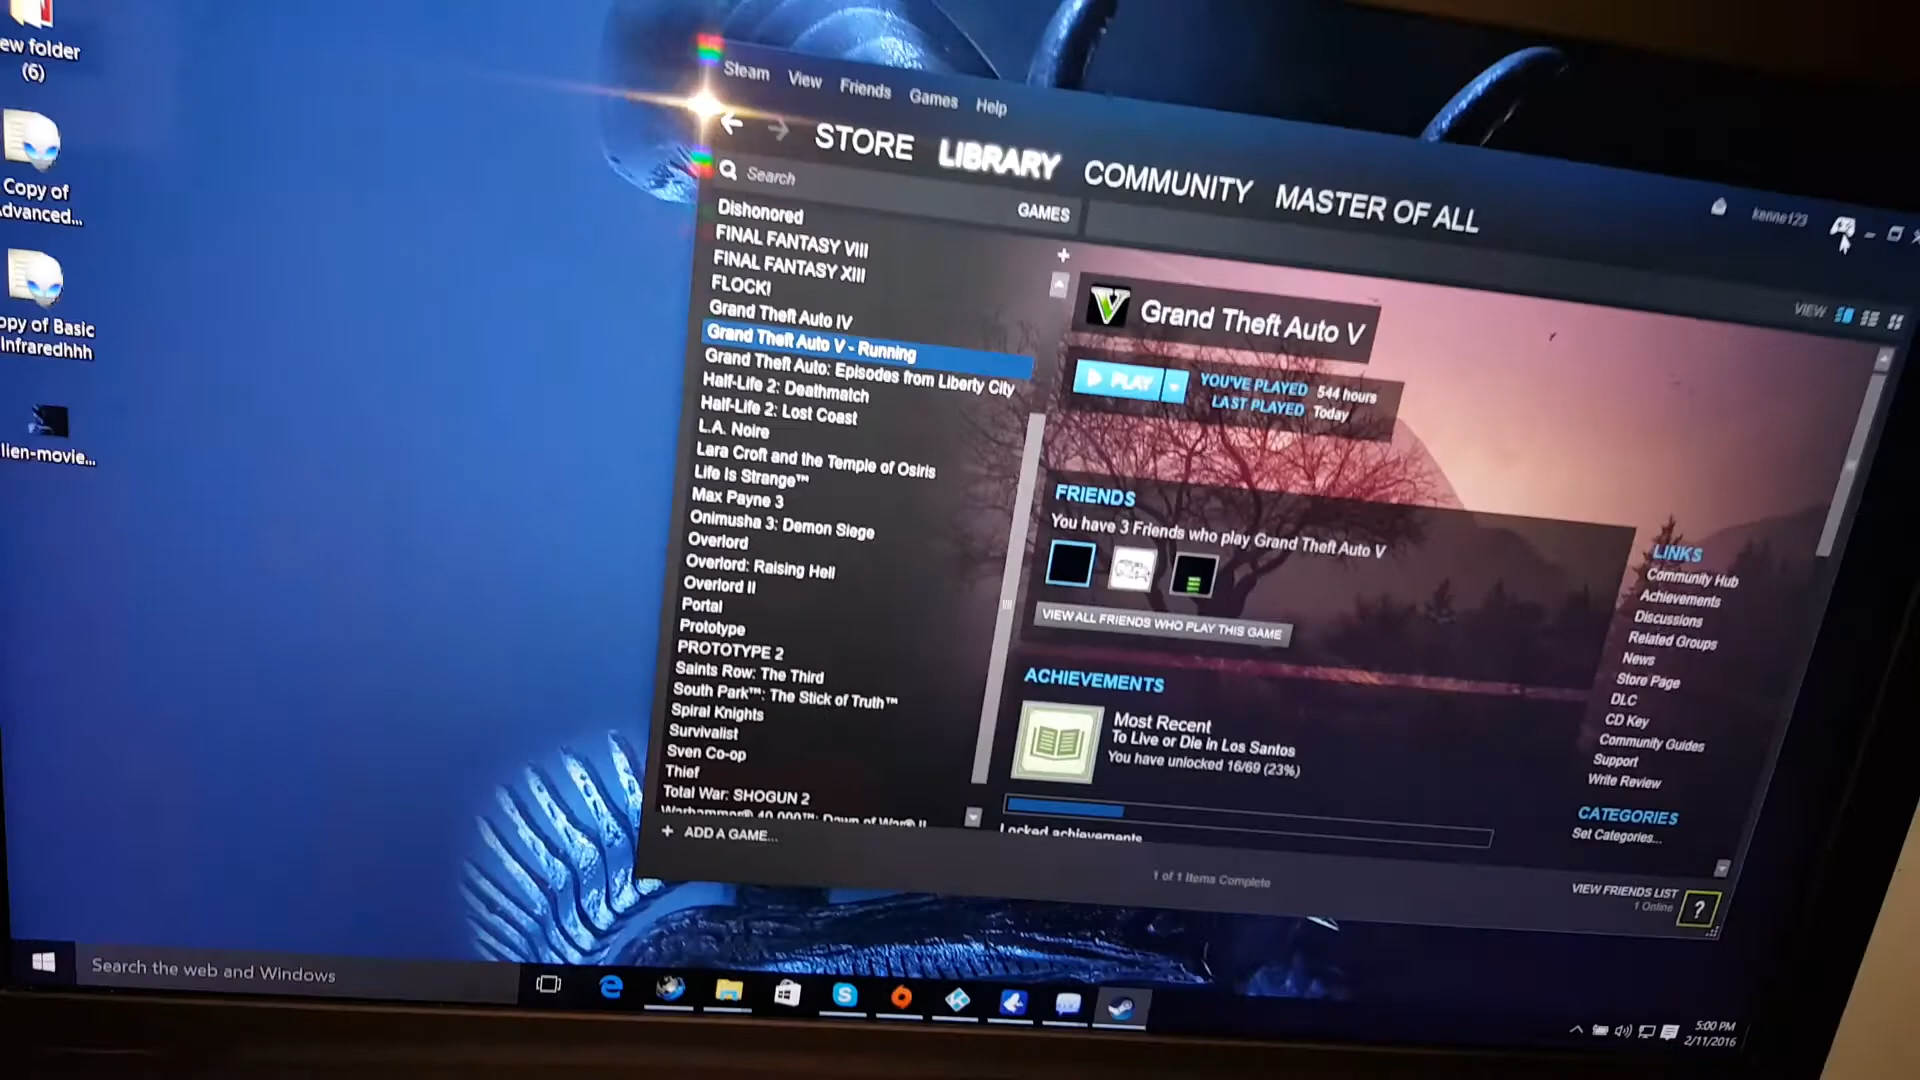 ew folder
(6)
Copy of
dvanced...
opy of Basic
Infraredhhh
lien-movie...
Steam View Friends Games Help
STORE LIBRARY COMMUNITY MASTER OF ALL
kenne123
Search
GAMES
VIEW
Dishonored
FINAL FANTASY VIII
FINAL FANTASY XIII
FLOCK!
Grand Theft Auto IV
Grand Theft Auto V - Running
Grand Theft Auto: Episodes from Liberty City
Half-Life 2: Deathmatch
Half-Life 2: Lost Coast
L.A. Noire
Lara Croft and the Temple of Osiris
Life Is Strange™
Max Payne 3
Onimusha 3: Demon Siege
Overlord
Overlord: Raising Hell
Overlord II
Portal
Prototype
PROTOTYPE 2
Saints Row: The Third
South Park™: The Stick of Truth™
Spiral Knights
Survivalist
Sven Co-op
Thief
Total War: SHOGUN 2
Warhammer® 40,000™: Dawn of War® II
+ ADD A GAME...
Grand Theft Auto V
PLAY
YOU'VE PLAYED 544 hours
LAST PLAYED Today
FRIENDS
You have 3 Friends who play Grand Theft Auto V
VIEW ALL FRIENDS WHO PLAY THIS GAME
ACHIEVEMENTS
Most Recent
To Live or Die in Los Santos
You have unlocked 16/69 (23%)
Locked achievements
LINKS
Community Hub
Achievements
Discussions
Related Groups
News
Store Page
DLC
CD Key
Community Guides
Support
Write Review
CATEGORIES
Set Categories...
1 of 1 Items Complete
VIEW FRIENDS LIST
1 Online
?
Search the web and Windows
5:00 PM
2/11/2016